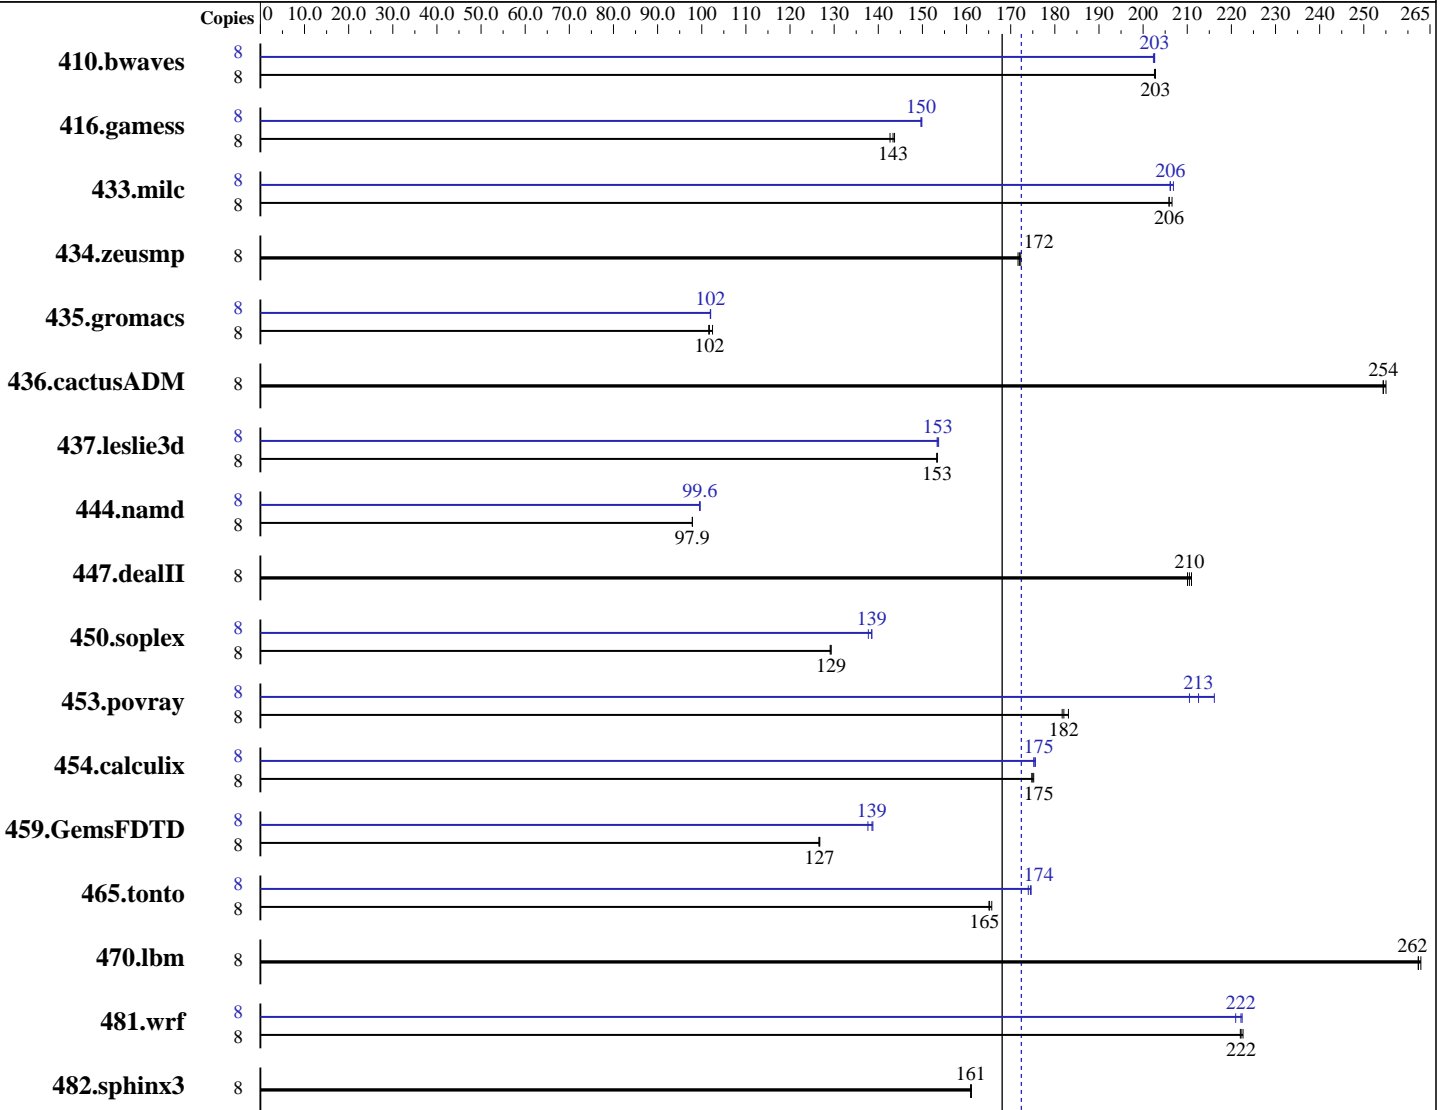 Copies 0 10.0 20.0 30.0 40.0 50.0 60.0 70.0 80.0 90.0 100 110 120 130 140 150 160 170 180 190 200 210 220 230 240 250 265
410.bwaves 8 203
8 203
416.gamess 8 150
8 143
433.milc 8 206
8 206
434.zeusmp 8 172
435.gromacs 8 102
8 102
436.cactusADM 8 254
437.leslie3d 8 153
8 153
444.namd 8 99.6
8 97.9
447.dealII 8 210
450.soplex 8 139
8 129
453.povray 8 213
8 182
454.calculix 8 175
8 175
459.GemsFDTD 8 139
8 127
465.tonto 8 174
8 165
470.lbm 8 262
481.wrf 8 222
8 222
482.sphinx3 8 161